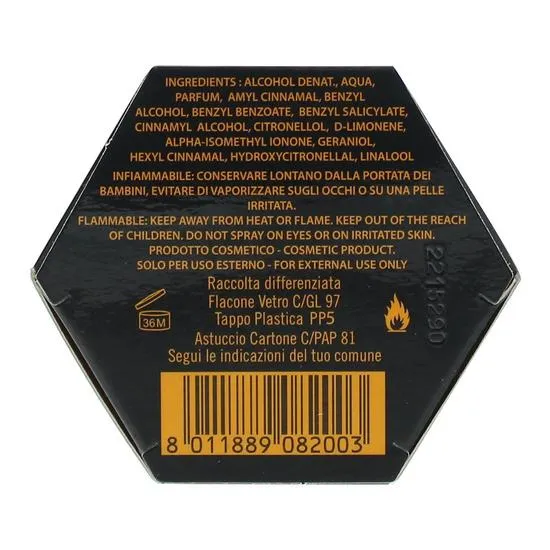 INGREDIENTS : ALCOHOL DENAT., AQUA,
PARFUM, AMYL CINNAMAL, BENZYL
ALCOHOL, BENZYL BENZOATE, BENZYL SALICYLATE,
CINNAMYL ALCOHOL, CITRONELLOL, D-LIMONENE,
ALPHA-ISOMETHYL IONONE, GERANIOL,
HEXYL CINNAMAL, HYDROXYCITRONELLAL, LINALOOL
INFIAMMABILE: CONSERVARE LONTANO DALLA PORTATA DEI
BAMBINI, EVITARE DI VAPORIZZARE SUGLI OCCHI O SU UNA PELLE
IRRITATA.
FLAMMABLE: KEEP AWAY FROM HEAT OR FLAME. KEEP OUT OF THE REACH
OF CHILDREN. DO NOT SPRAY ON EYES OR ON IRRITATED SKIN.
PRODOTTO COSMETICO - COSMETIC PRODUCT.
SOLO PER USO ESTERNO - FOR EXTERNAL USE ONLY
Raccolta differenziata
Flacone Vetro C/GL 97
Tappo Plastica PP5
Astuccio Cartone C/PAP 81
Segui le indicazioni del tuo comune
36M
2215290
8 011889 082003